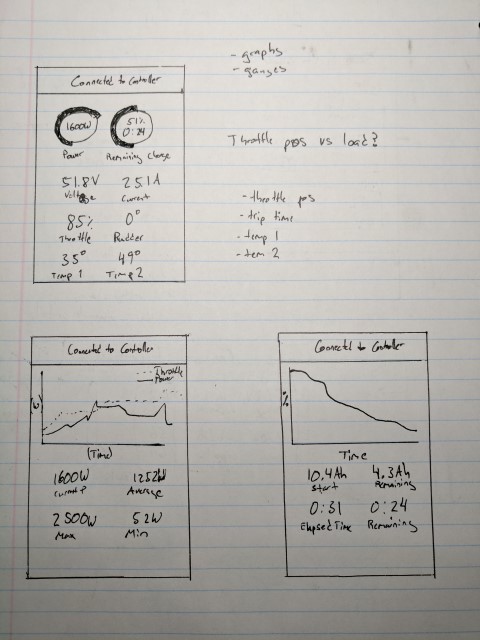 - graphs
- gauges
Connected to Controller
1600W
51%
0:24
Power
Remaining Charge
Throttle pos vs load?
51.8V
25.1A
Voltage
Current
- throttle pos
- trip time
- temp 1
- tem 2
85%
0°
Throttle
Rudder
35°
49°
Temp 1
Temp 2
Connected to Controller
Throttle
Power
(w)
(Time)
1600W
1252W
Current P
Average
2500W
52W
Max
Min
Connected to Controller
%
Time
10.4Ah
4.3Ah
Start
Remaining
0:31
0:24
Elapsed Time
Remaining